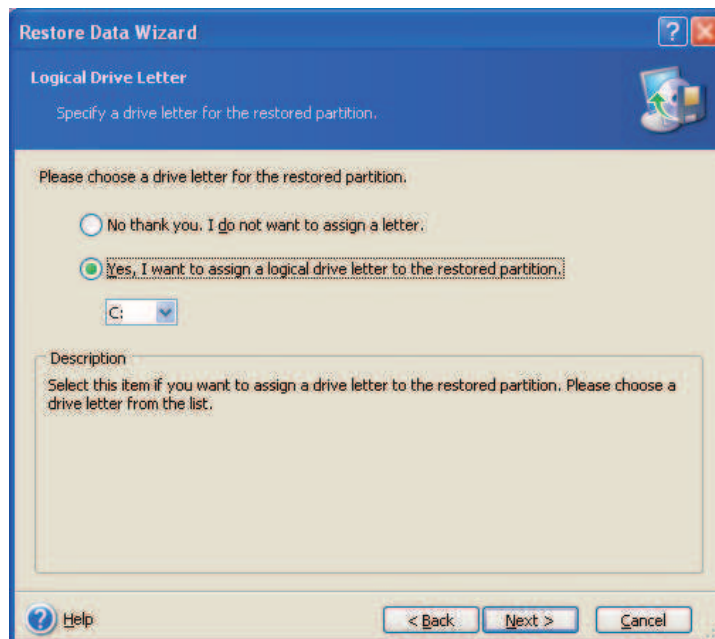 Restore Data Wizard
Logical Drive Letter
Specify a drive letter for the restored partition.
Please choose a drive letter for the restored partition.
No thank you. I do not want to assign a letter.
Yes, I want to assign a logical drive letter to the restored partition.
C:
Description
Select this item if you want to assign a drive letter to the restored partition. Please choose a
drive letter from the list.
Help
< Back
Next >
Cancel